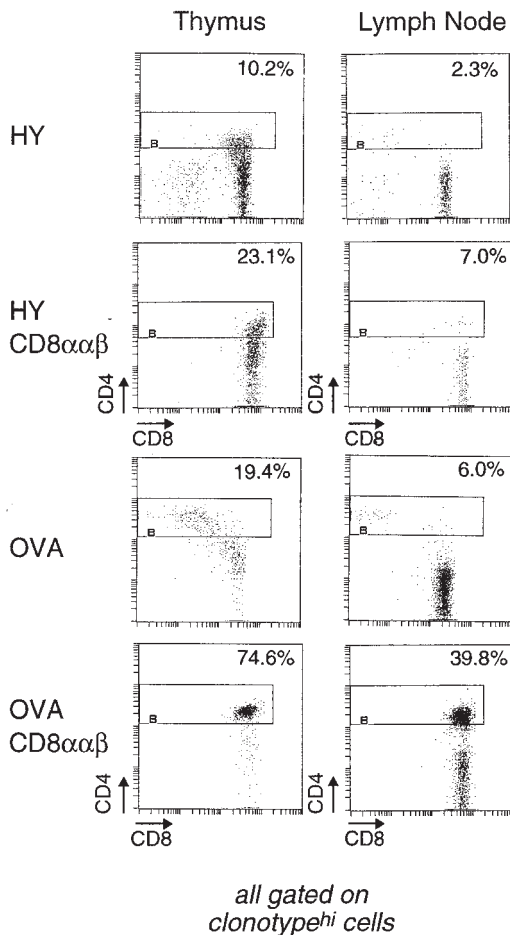 Thymus Lymph Node
HY
10.2%
B
2.3%
B
HY
CD8ααβ
23.1%
B
7.0%
B
CD4
CD8
CD4
CD8
OVA
19.4%
B
6.0%
B
OVA
CD8ααβ
74.6%
B
39.8%
B
CD4
CD8
CD4
CD8
all gated on
clonotypehi cells